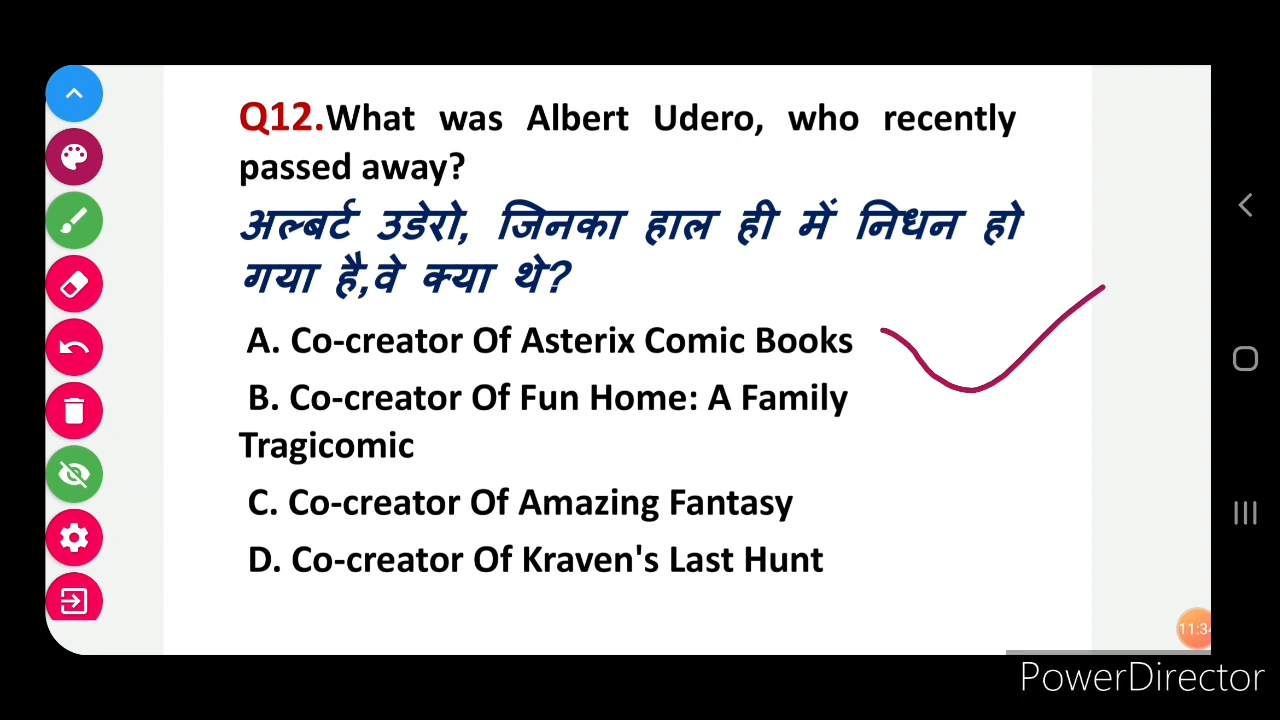 Q12.What was Albert Udero, who recently
passed away?
अल्बर्ट उडेरो, जिनका हाल ही में निधन हो
गया है,वे क्या थे?
A. Co-creator Of Asterix Comic Books
B. Co-creator Of Fun Home: A Family
Tragicomic
C. Co-creator Of Amazing Fantasy
D. Co-creator Of Kraven's Last Hunt
PowerDirector